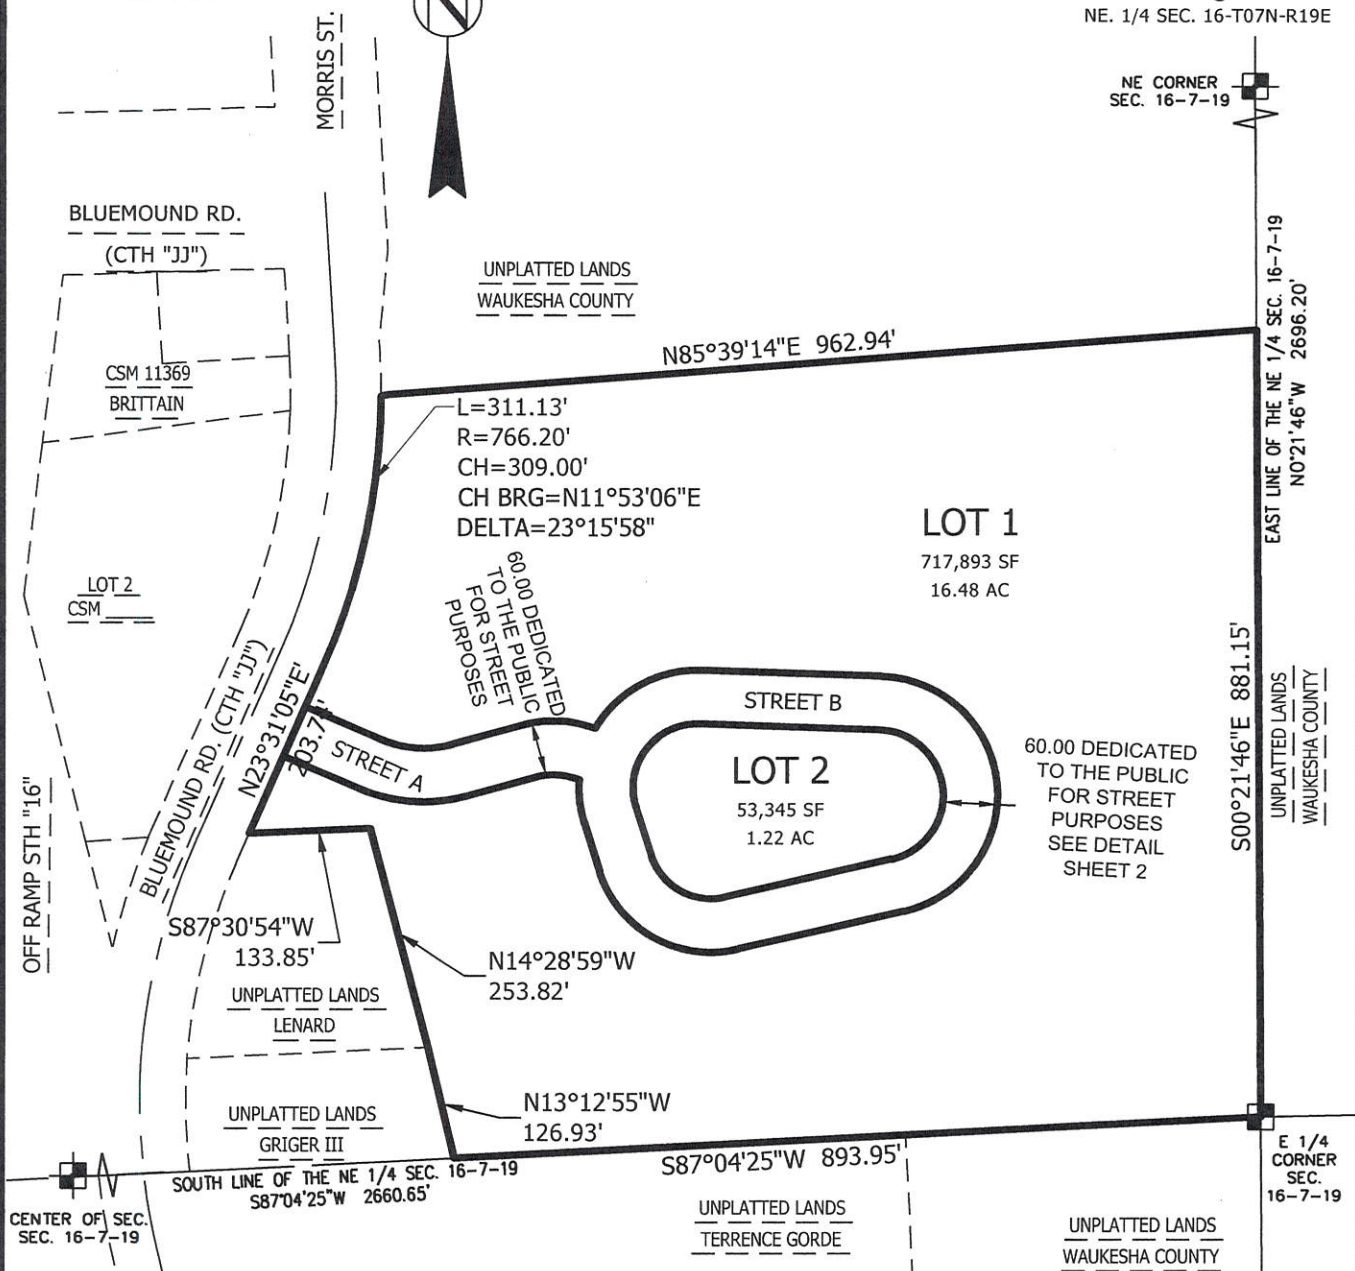 N
NE. 1/4 SEC. 16-T07N-R19E
MORRIS ST.
NE CORNER
SEC. 16-7-19
BLUEMOUND RD.
(CTH "JJ")
UNPLATTED LANDS
WAUKESHA COUNTY
EAST LINE OF THE NE 1/4 SEC. 16-7-19
N0°21'46"W 2696.20'
N85°39'14"E 962.94'
CSM 11369
BRITTAIN
L=311.13'
R=766.20'
CH=309.00'
CH BRG=N11°53'06"E
DELTA=23°15'58"
LOT 1
717,893 SF
16.48 AC
60.00 DEDICATED
TO THE PUBLIC
FOR STREET
PURPOSES
LOT 2
CSM
BLUEMOUND RD. (CTH "JJ")
N23°31'05"E'
STREET A
STREET B
LOT 2
53,345 SF
1.22 AC
60.00 DEDICATED
TO THE PUBLIC
FOR STREET
PURPOSES
SEE DETAIL
SHEET 2
S00°21'46"E 881.15'
UNPLATTED LANDS
WAUKESHA COUNTY
OFF RAMP STH "16"
S87°30'54"W
133.85'
N14°28'59"W
253.82'
UNPLATTED LANDS
LENARD
N13°12'55"W
126.93'
UNPLATTED LANDS
GRIGER III
S87°04'25"W 893.95'
SOUTH LINE OF THE NE 1/4 SEC. 16-7-19
S87°04'25"W 2660.65'
E 1/4
CORNER
SEC.
16-7-19
CENTER OF SEC.
SEC. 16-7-19
UNPLATTED LANDS
TERRENCE GORDE
UNPLATTED LANDS
WAUKESHA COUNTY